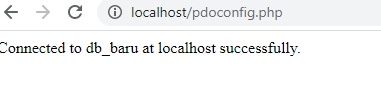 localhost/pdoconfig.php
Connected to db_baru at localhost successfully.